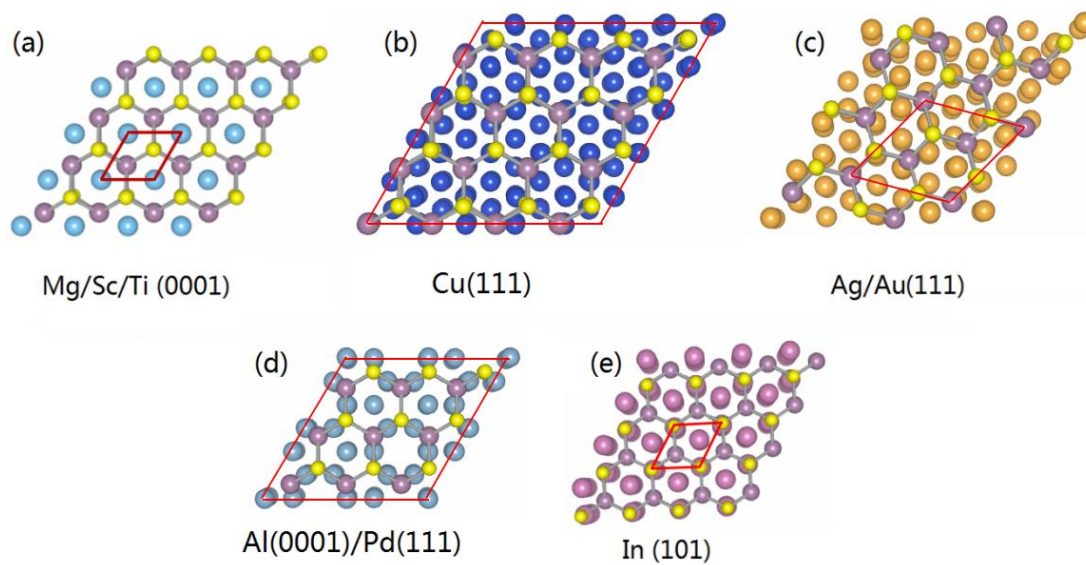 (a)
(b)
(c)
Mg/Sc/Ti (0001)
Cu(111)
Ag/Au(111)
(d)
(e)
Al(0001)/Pd(111)
In (101)